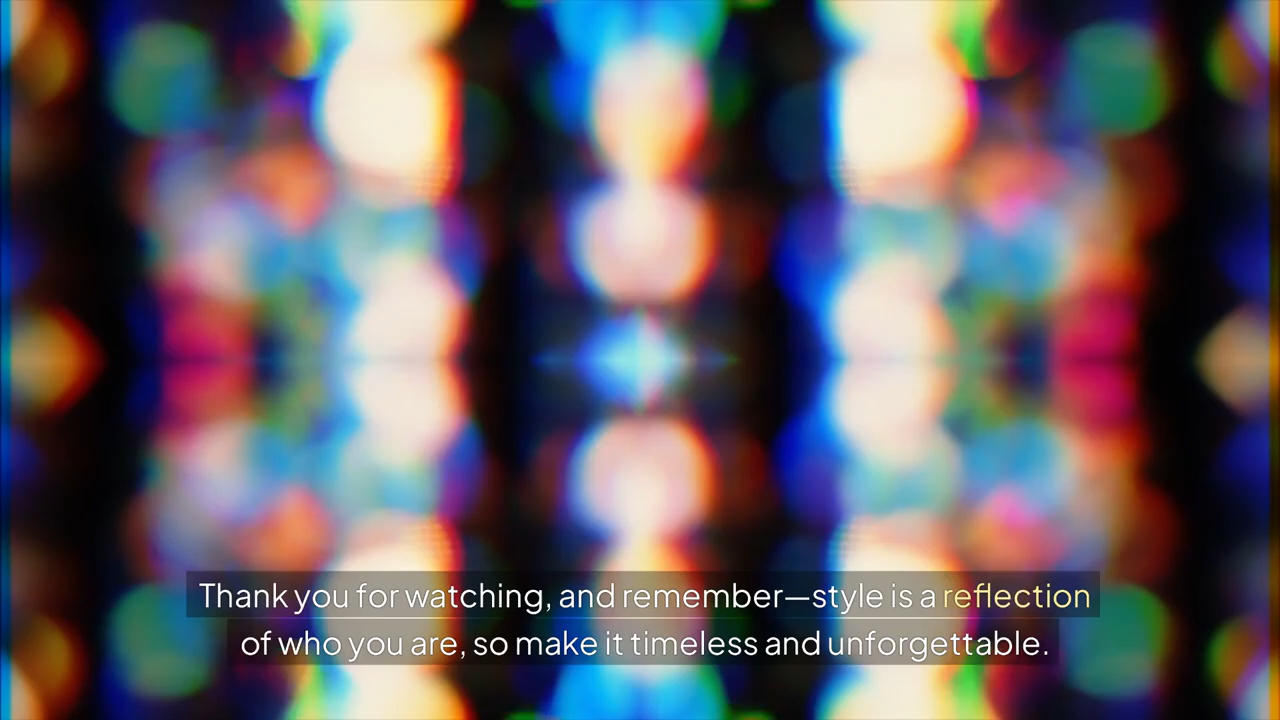 Thank you for watching, and remember—style is a reflection
of who you are, so make it timeless and unforgettable.